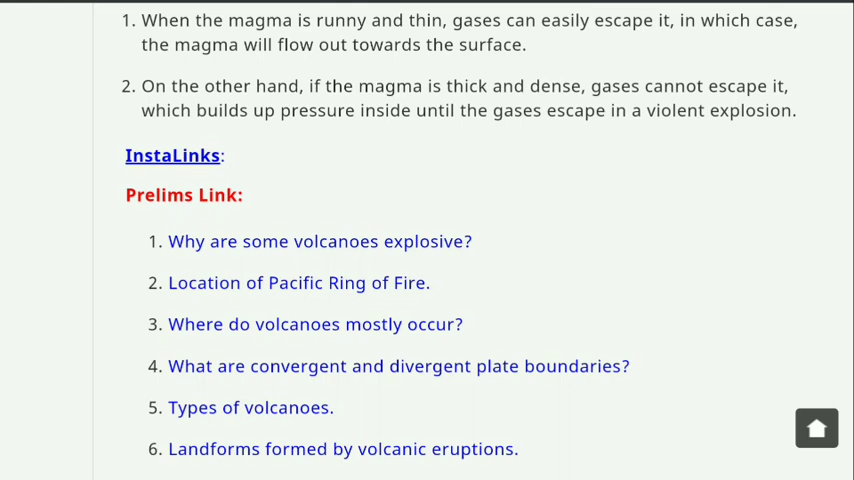 1. When the magma is runny and thin, gases can easily escape it, in which case,
the magma will flow out towards the surface.
2. On the other hand, if the magma is thick and dense, gases cannot escape it,
which builds up pressure inside until the gases escape in a violent explosion.
InstaLinks:
Prelims Link:
1. Why are some volcanoes explosive?
2. Location of Pacific Ring of Fire.
3. Where do volcanoes mostly occur?
4. What are convergent and divergent plate boundaries?
5. Types of volcanoes.
6. Landforms formed by volcanic eruptions.